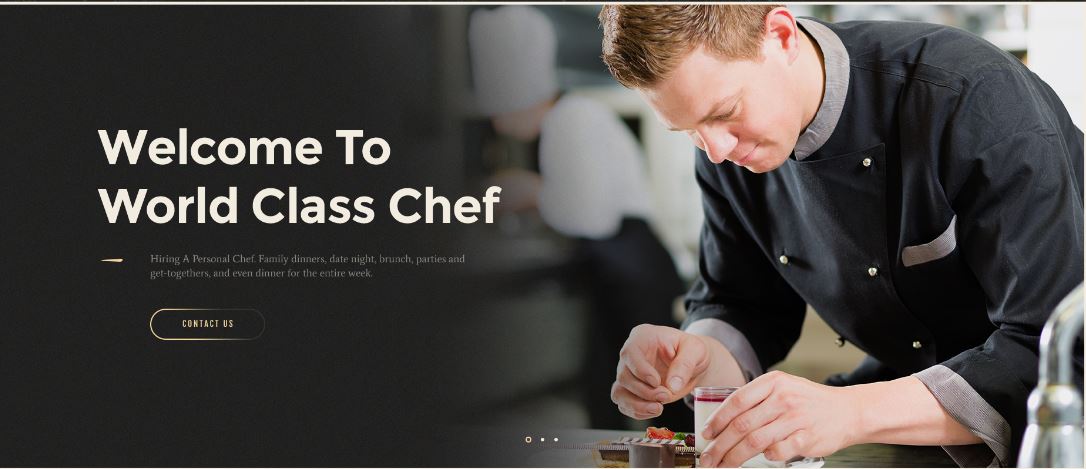 Welcome To
World Class Chef
Hiring A Personal Chef. Family dinners, date night, brunch, parties and
get-togethers, and even dinner for the entire week.
CONTACT US